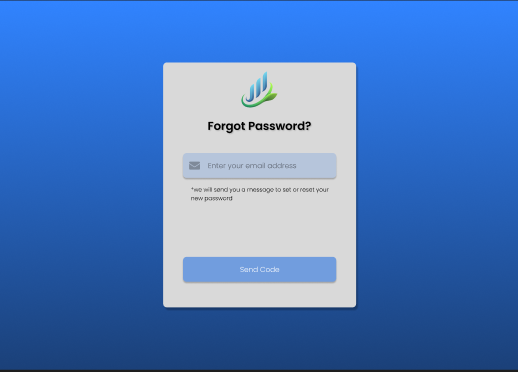 Forgot Password?
Enter your email address
*we will send you a message to set or reset your
new password
Send Code